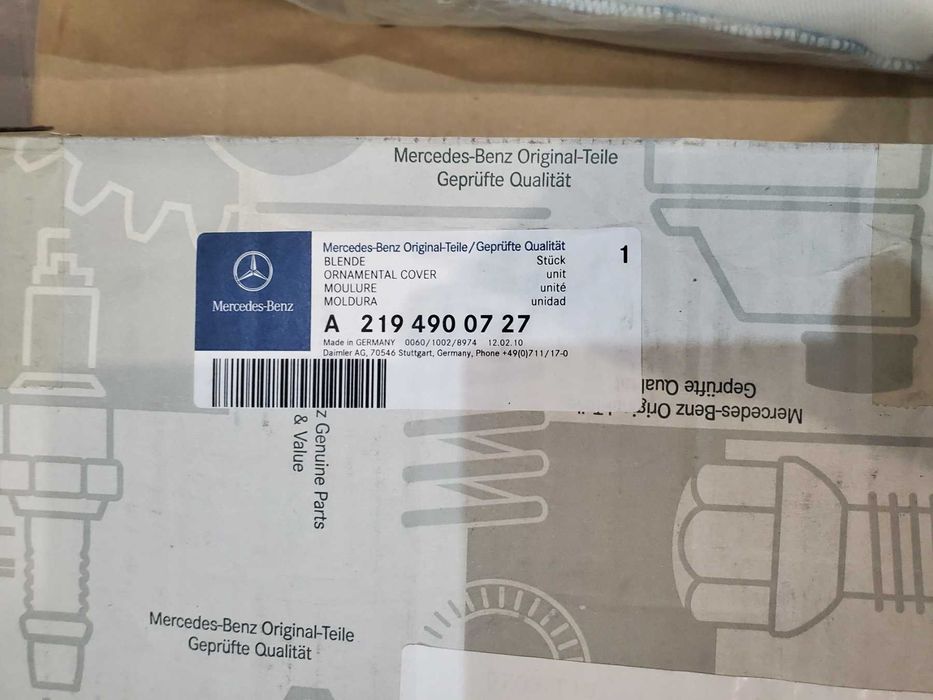 Mercedes-Benz Original-Teile
Geprüfte Qualität
Mercedes-Benz
Mercedes-Benz Original-Teile/Geprüfte Qualität
BLENDE Stück
ORNAMENTAL COVER unit
MOULURE unité
MOLDURA unidad
1
A 219 490 07 27
Made in GERMANY 0060/1002/8974 12.02.10
Daimler AG, 70546 Stuttgart, Germany, Phone +49(0)711/17-0
Mercedes-Benz Origi
Geprüfte Qual
z Genuine Parts
& Value
Mercedes-Benz Original-Teile
Geprüfte Qualität